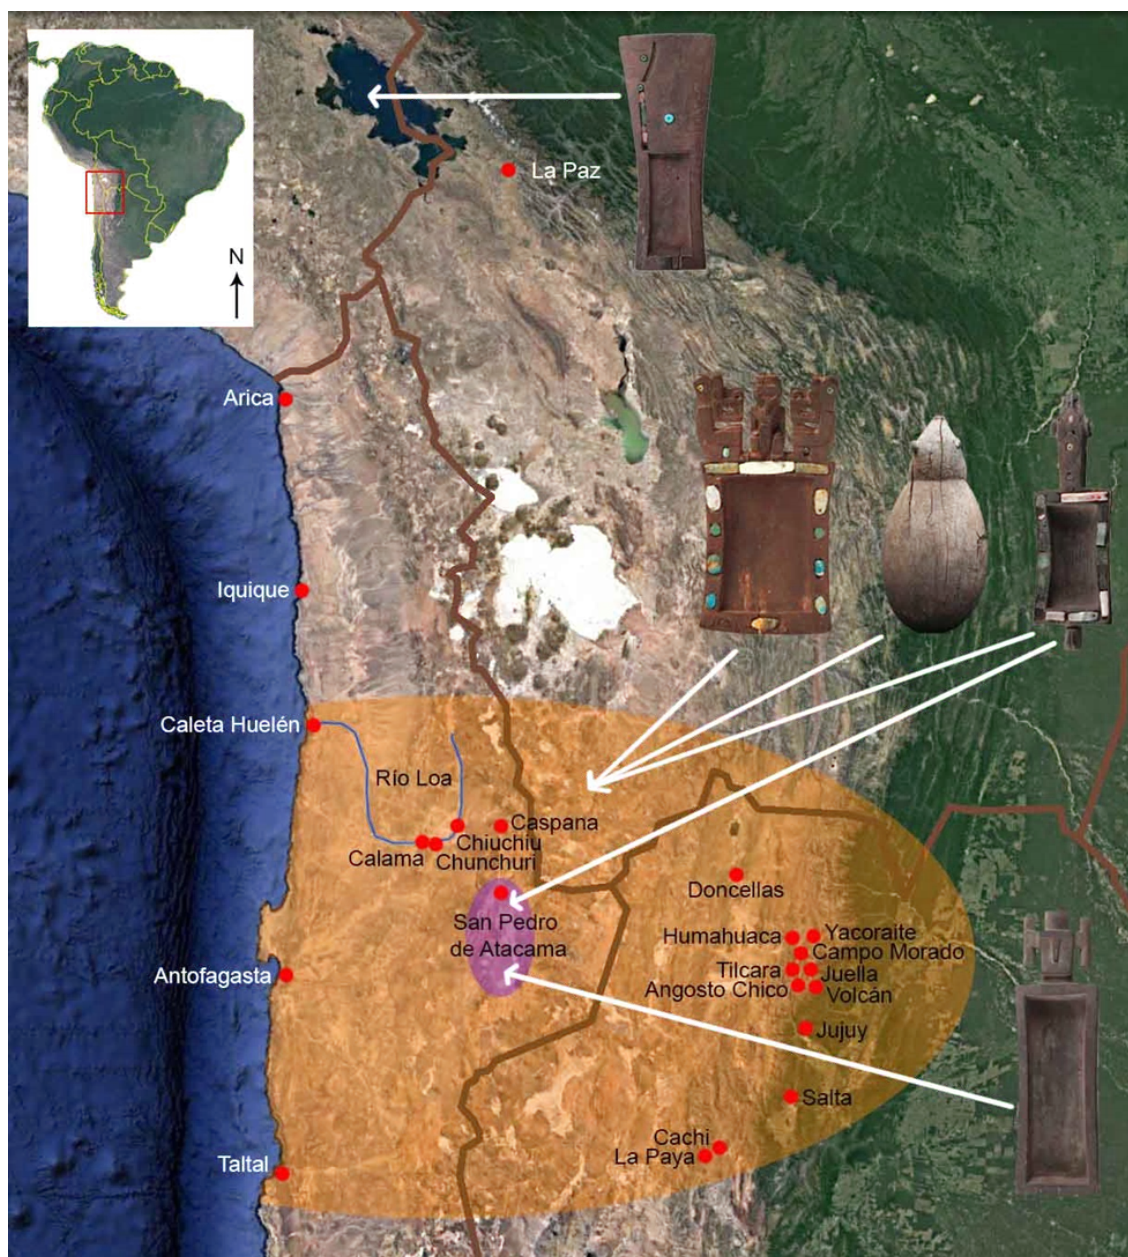 N
La Paz
Arica
Iquique
Caleta Huelén
Río Loa
Caspana
Chiuchiu
Calama
Chunchuri
Doncellas
San Pedro
de Atacama
Humahuaca
Yacoraite
Campo Morado
Tilcara
Juella
Angosto Chico
Volcán
Antofagasta
Jujuy
Salta
Cachi
La Paya
Taltal